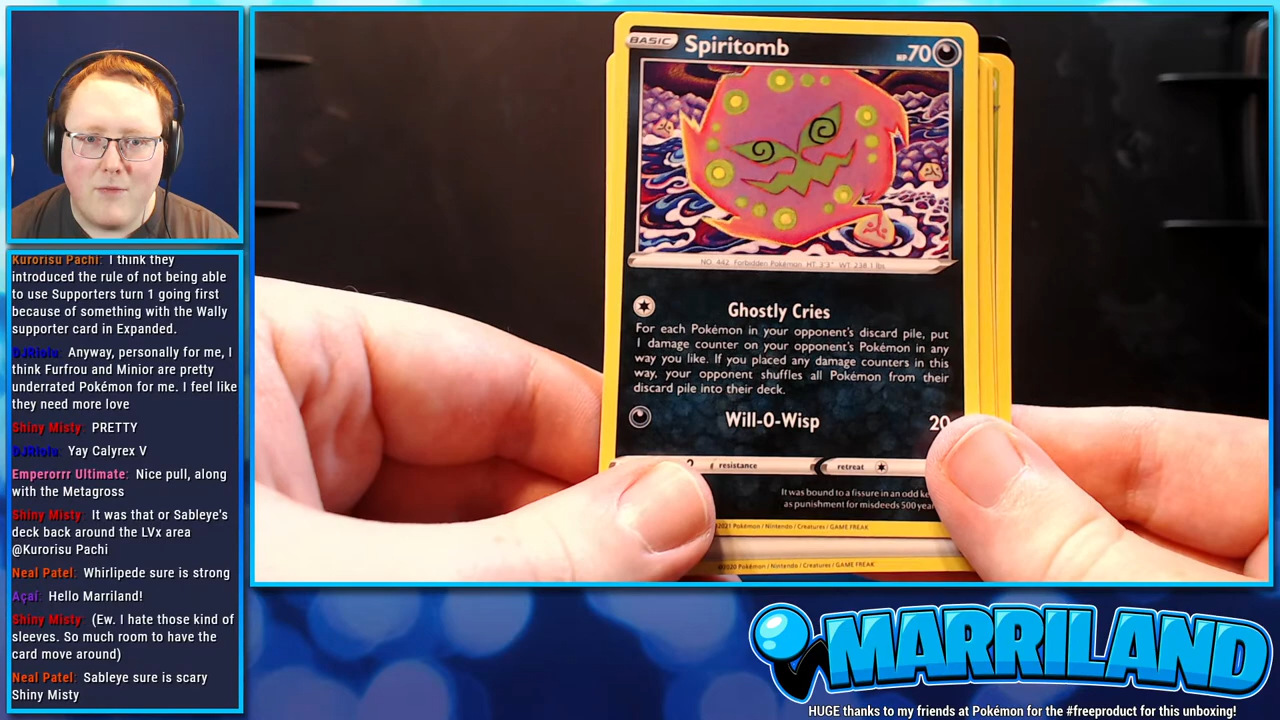 Kurorisu Pachi: I think they
introduced the rule of not being able
to use Supporters turn 1 going first
because of something with the Wally
supporter card in Expanded.
DJRiolu: Anyway, personally for me, I
think Furfrou and Minior are pretty
underrated Pokémon for me. I feel like
they need more love
Shiny Misty: PRETTY
DJRiolu: Yay Calyrex V
Emperorrr Ultimate: Nice pull, along
with the Metagross
Shiny Misty: It was that or Sableye's
deck back around the LVx area
@Kurorisu Pachi
Neal Patel: Whirlipede sure is strong
Açaí: Hello Marriland!
Shiny Misty: (Ew. I hate those kind of
sleeves. So much room to have the
card move around)
Neal Patel: Sableye sure is scary
Shiny Misty
BASIC Spiritomb HP 70
NO. 442 Forbidden Pokémon HT: 3'3" WT: 238.1 lbs.
Ghostly Cries
For each Pokémon in your opponent's discard pile, put
1 damage counter on your opponent's Pokémon in any
way you like. If you placed any damage counters in this
way, your opponent shuffles all Pokémon from their
discard pile into their deck.
Will-O-Wisp 20
resistance retreat
It was bound to a fissure in an odd
as punishment for misdeeds 500
©2021 Pokémon / Nintendo / Creatures / GAME FREAK
©2020 Pokémon / Nintendo / Creatures / GAME FREAK
MARRILAND
HUGE thanks to my friends at Pokémon for the #freeproduct for this unboxing!